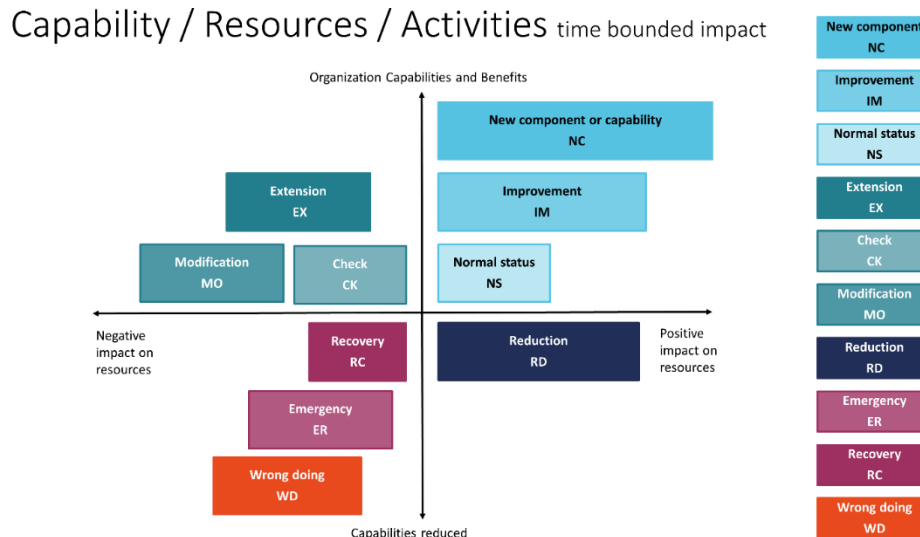 Capability / Resources / Activities time bounded impact
Organization Capabilities and Benefits
New component or capability
NC
Extension
EX
Improvement
IM
Modification
MO
Check
CK
Normal status
NS
Negative
impact on
resources
Positive
impact on
resources
Recovery
RC
Reduction
RD
Emergency
ER
Wrong doing
WD
Capabilities reduced
New component
NC
Improvement
IM
Normal status
NS
Extension
EX
Check
CK
Modification
MO
Reduction
RD
Emergency
ER
Recovery
RC
Wrong doing
WD